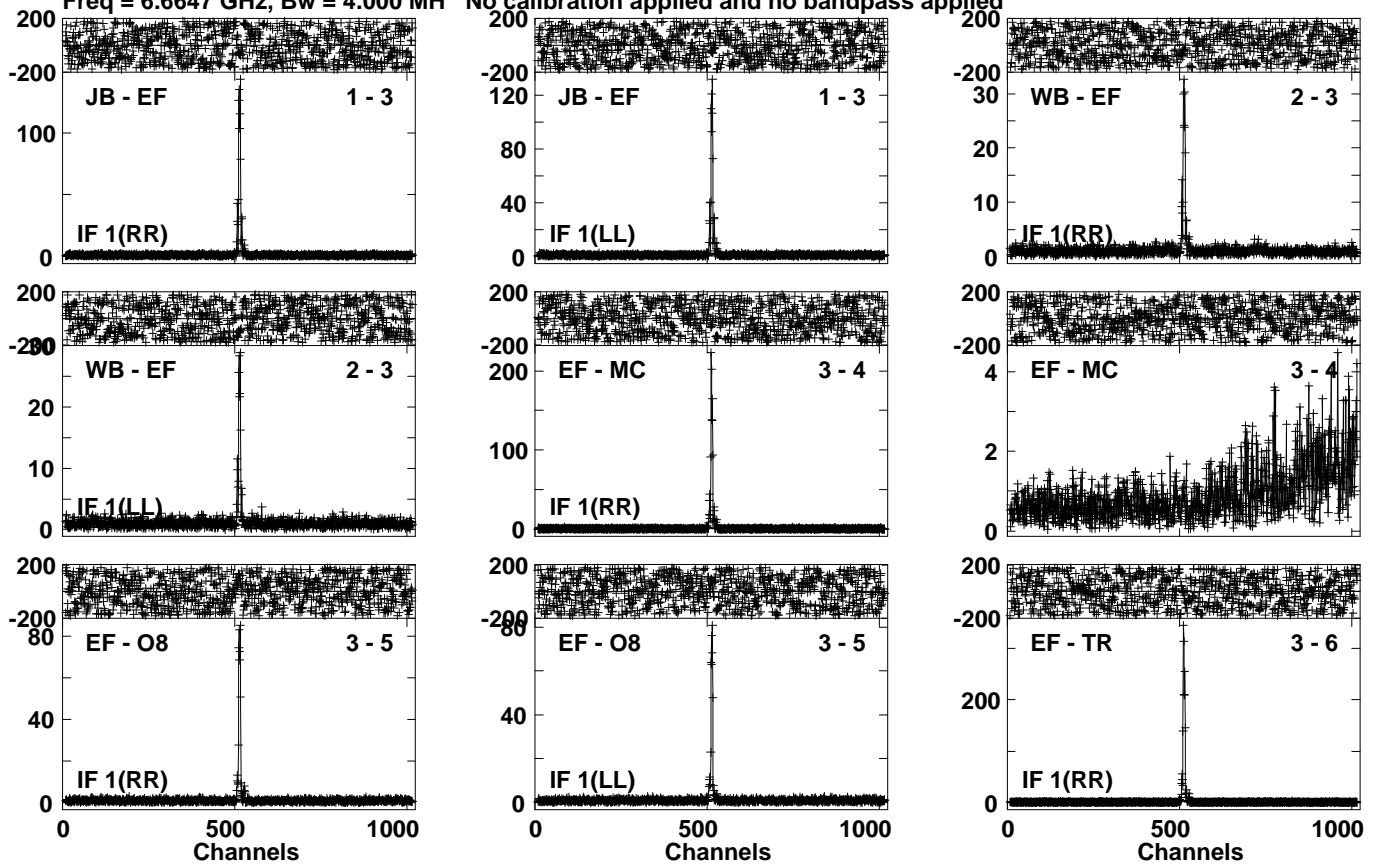 Freq = 6.6647 GHz, Bw = 4.000 MH No calibration applied and no bandpass applied
200
-200
JB - EF 1 - 3
100
IF 1(RR)
0
200
-200
JB - EF 1 - 3
120
80
40
IF 1(LL)
0
200
-200
WB - EF 2 - 3
30
20
10
IF 1(RR)
0
200
-200
30
WB - EF 2 - 3
20
10
IF 1(LL)
0
200
-200
EF - MC 3 - 4
200
100
IF 1(RR)
0
200
-200
EF - MC 3 - 4
4
2
0
200
-200
80
EF - O8 3 - 5
40
IF 1(RR)
0
0 500 1000
Channels
200
-200
80
EF - O8 3 - 5
40
IF 1(LL)
0
0 500 1000
Channels
200
-200
EF - TR 3 - 6
200
IF 1(RR)
0
0 500 1000
Channels